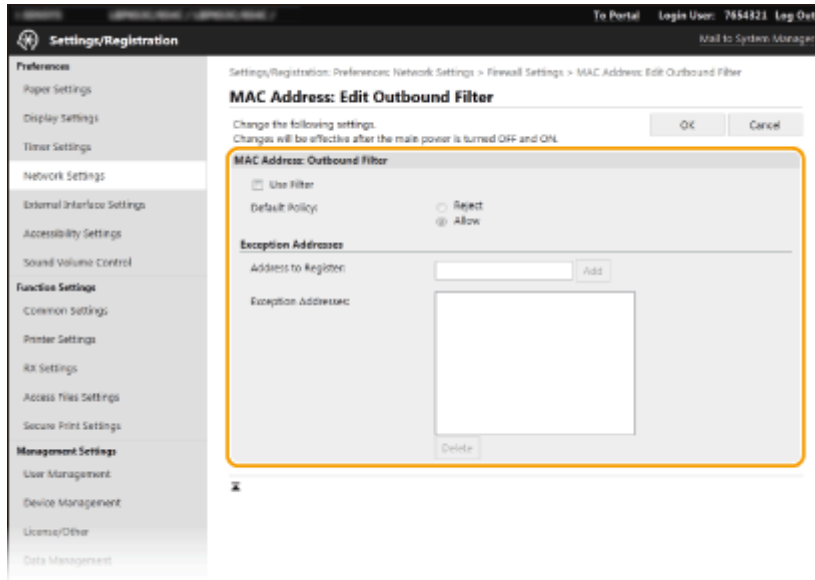 To Portal Login User: 7654321 Log Out
Settings/Registration
Mail to System Manager
Preferences
Paper Settings
Display Settings
Timer Settings
Network Settings
External Interface Settings
Accessibility Settings
Sound Volume Control
Function Settings
Common Settings
Printer Settings
RX Settings
Access Files Settings
Secure Print Settings
Management Settings
User Management
Device Management
License/Other
Data Management
Settings/Registration: Preferences: Network Settings > Firewall Settings > MAC Address: Edit Outbound Filter
MAC Address: Edit Outbound Filter
Change the following settings.
Changes will be effective after the main power is turned OFF and ON.
OK Cancel
MAC Address: Outbound Filter
Use Filter
Default Policy: Reject
Allow
Exception Addresses
Address to Register: Add
Exception Addresses:
Delete